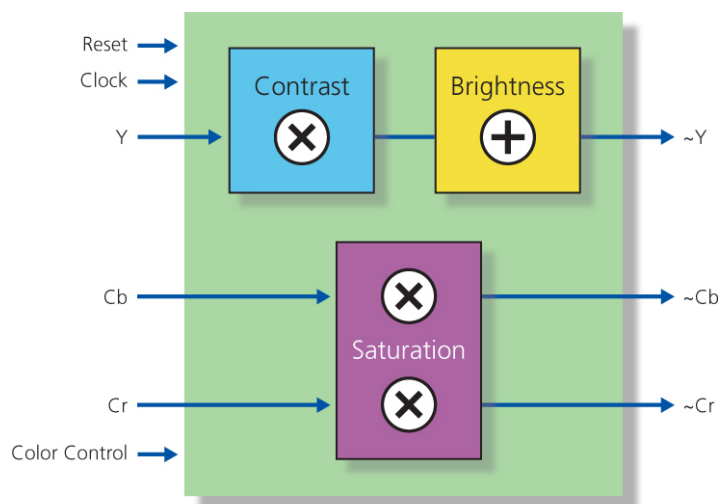 Reset
Clock
Contrast
Brightness
Y
~Y
Cb
~Cb
Saturation
Cr
~Cr
Color Control